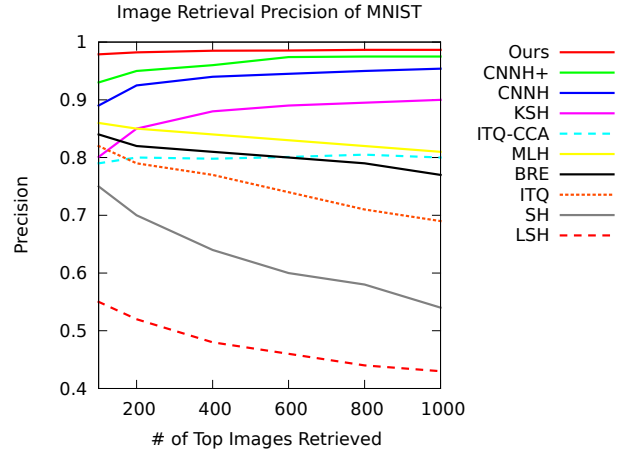 Image Retrieval Precision of MNIST
1
0.9
0.8
0.7
0.6
0.5
0.4
Precision
200
400
600
800
1000
# of Top Images Retrieved
Ours
CNNH+
CNNH
KSH
ITQ-CCA
MLH
BRE
ITQ
SH
LSH